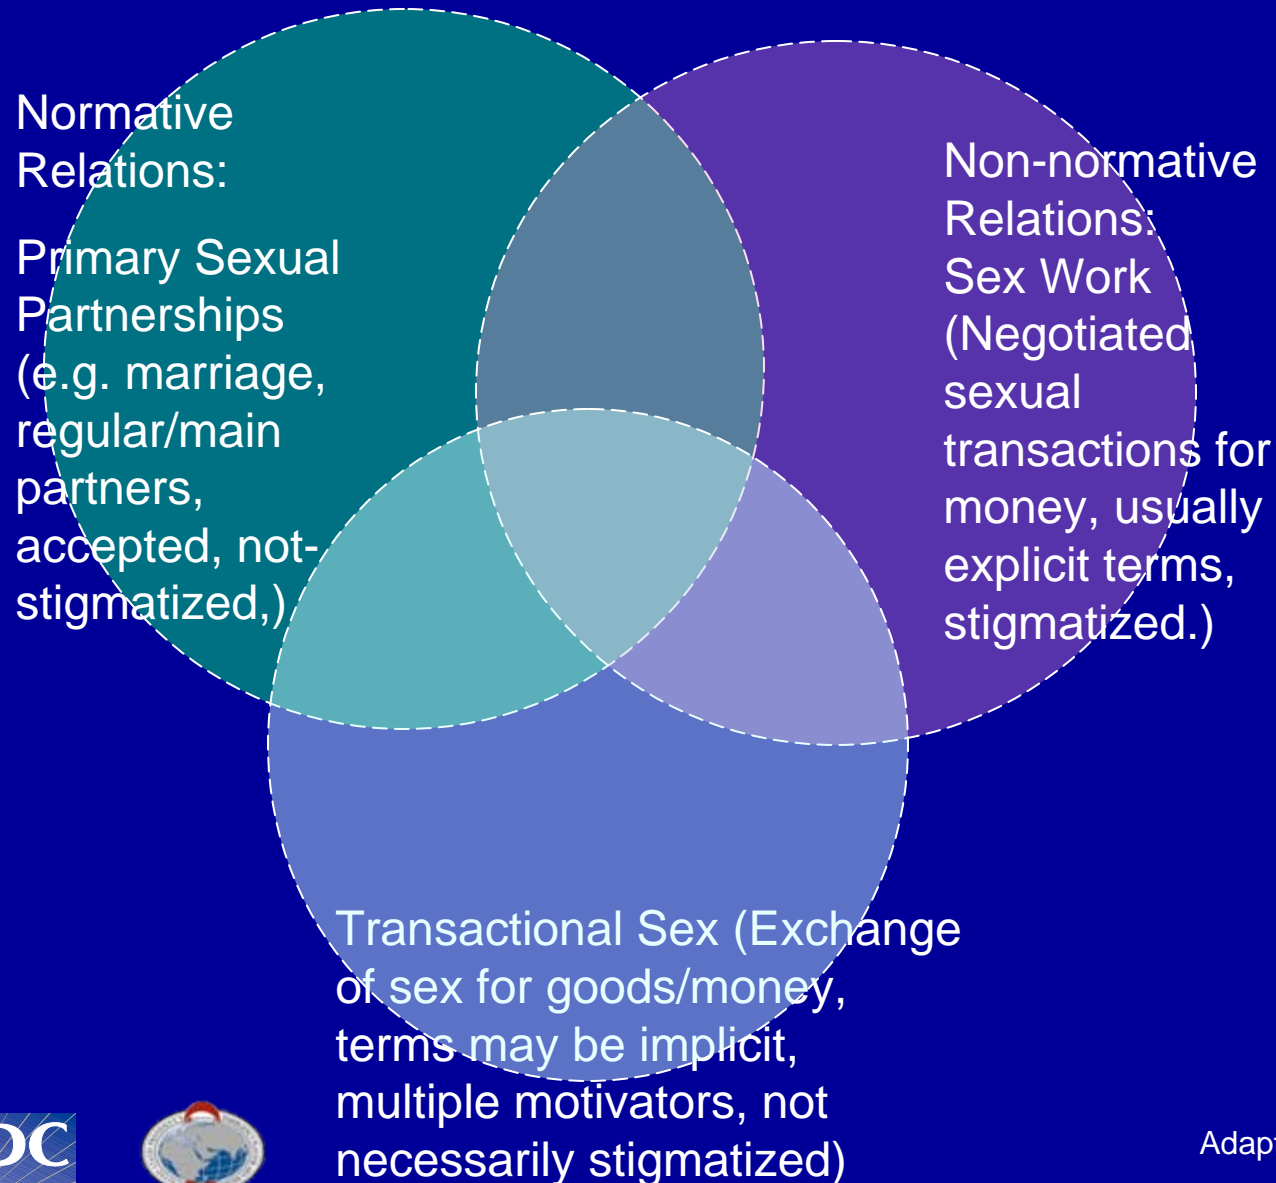 Normative
Relations:
Primary Sexual
Partnerships
(e.g. marriage,
regular/main
partners,
accepted, not-
stigmatized,)
Non-normative
Relations:
Sex Work
(Negotiated
sexual
transactions for
money, usually
explicit terms,
stigmatized.)
Transactional Sex (Exchange
of sex for goods/money,
terms may be implicit,
multiple motivators, not
necessarily stigmatized)
Adapt